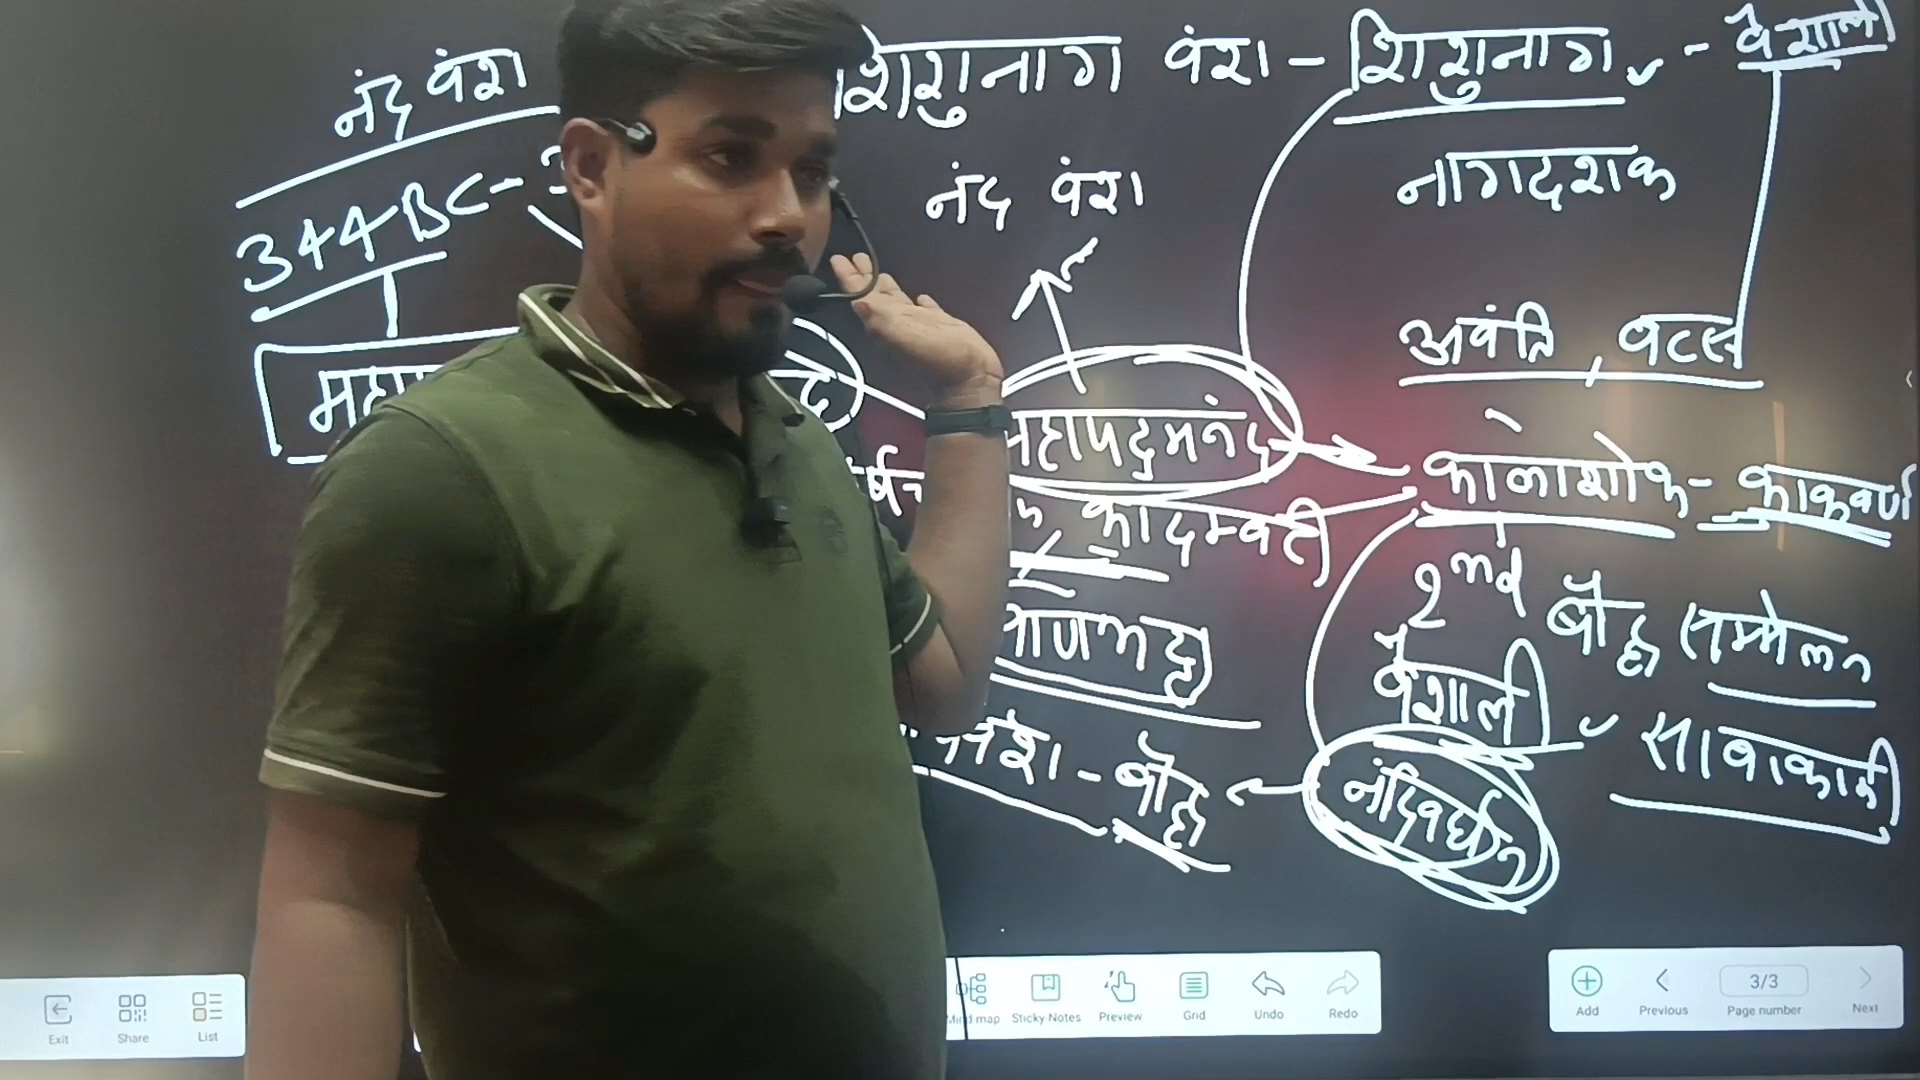 नंद वंश
शिशुनाग वंश - शिशुनाग - वैशाली
344 BC -
नंद वंश
नागदशक
अवंति, वत्स
महापद्मनंद
कालाशोक - काकवर्ण
कादम्बरी
2nd बौद्ध सम्मेलन
वैशाली
बाणभट्ट
साबाकामी
वंश - बौद्ध
नंदिवर्धन
Exit
Share
List
Mind map
Sticky Notes
Preview
Grid
Undo
Redo
Add
Previous
3/3
Page number
Next